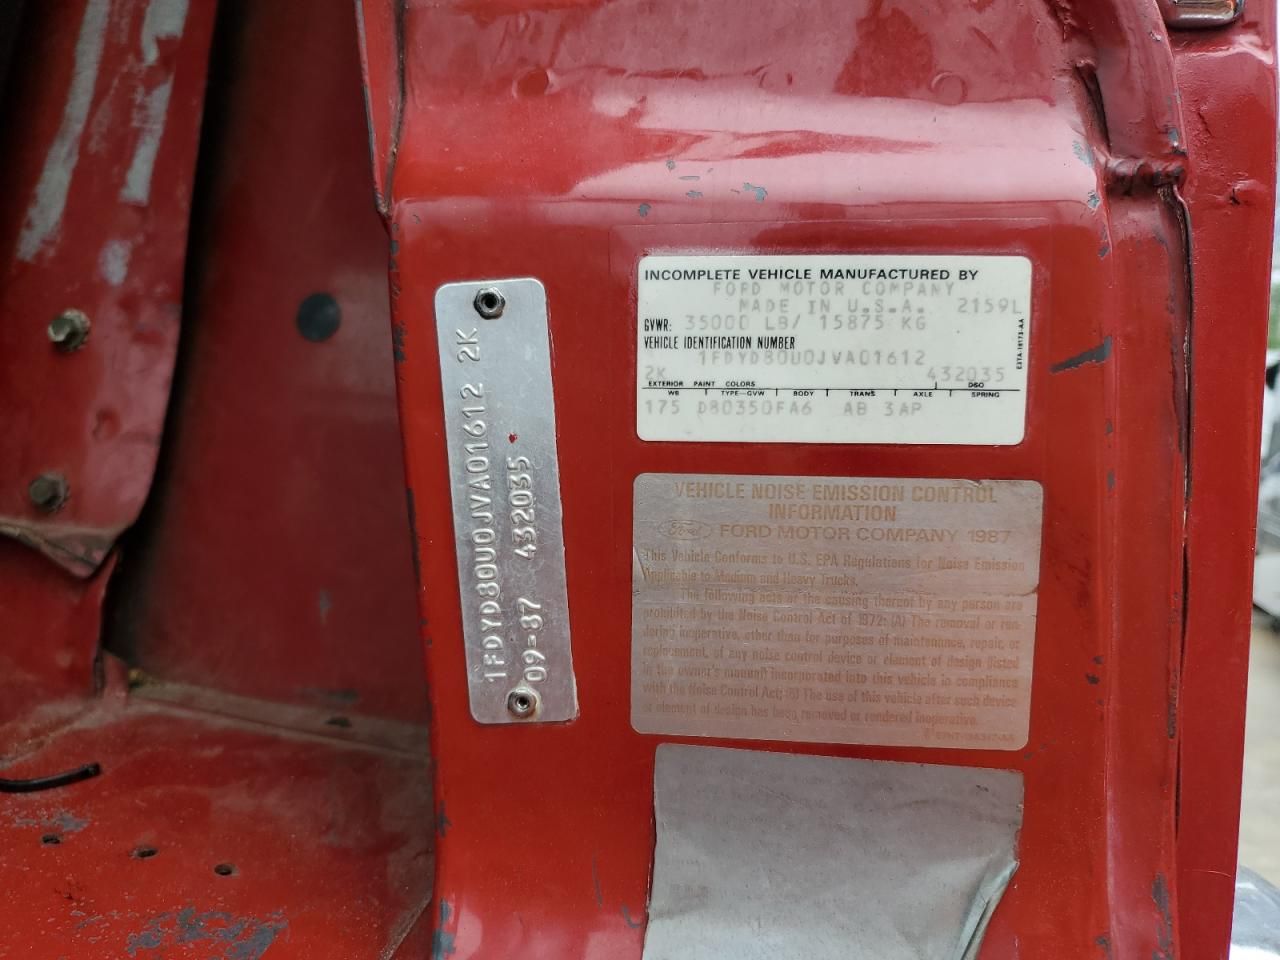 1FDYD80U0JVA01612 2K
09-87 432035
INCOMPLETE VEHICLE MANUFACTURED BY
FORD MOTOR COMPANY
MADE IN U.S.A. 2159L
GVWR: 35000 LB/ 15875 KG
VEHICLE IDENTIFICATION NUMBER
1FDYD80U0JVA01612
2K 432035
EXTERIOR PAINT COLORS DSO
WB TYPE-GVW BODY TRANS AXLE SPRING
175 D80350FA6 AB 3AP
E3TA-16173-AA
VEHICLE NOISE EMISSION CONTROL
INFORMATION
Ford FORD MOTOR COMPANY 1987
This Vehicle Conforms to U.S. EPA Regulations for Noise Emission
Applicable to Medium and Heavy Trucks.
The following acts or the causing thereof by any person are
prohibited by the Noise Control Act of 1972: (A) The removal or ren-
dering inoperative, other than for purposes of maintenance, repair, or
replacement, of any noise control device or element of design (listed
in the owner's manual) incorporated into this vehicle in compliance
with the Noise Control Act; (B) The use of this vehicle after such device
or element of design has been removed or rendered inoperative.